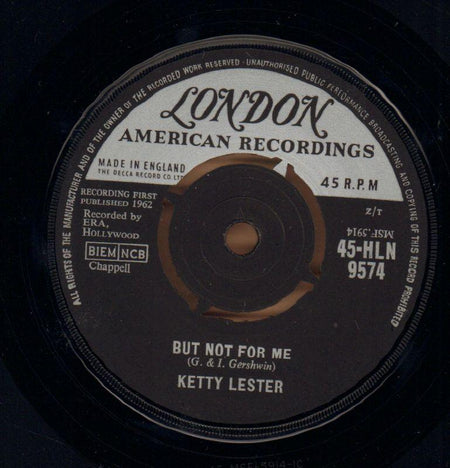 ALL RIGHTS OF THE MANUFACTURER AND OF THE OWNER OF THE RECORDED WORK RESERVED · UNAUTHORISED PUBLIC PERFORMANCE BROADCASTING AND COPYING OF THIS RECORD PROHIBITED
LONDON
AMERICAN RECORDINGS
MADE IN ENGLAND
THE DECCA RECORD CO LTD
45 R.P.M
RECORDING FIRST
PUBLISHED 1962
Recorded by
ERA,
HOLLYWOOD
BIEM NCB
Chappell
Z/T
MSF.5914
45-HLN
9574
BUT NOT FOR ME
(G. & I. Gershwin)
KETTY LESTER